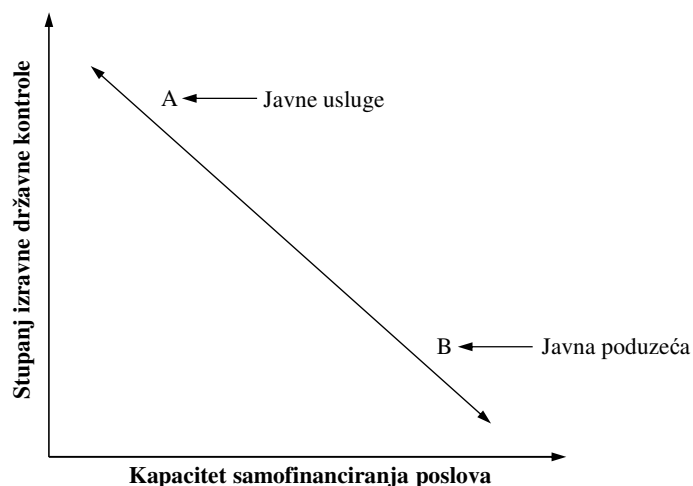 Stupanj izravne državne kontrole
A
Javne usluge
B
Javna poduzeća
Kapacitet samofinanciranja poslova